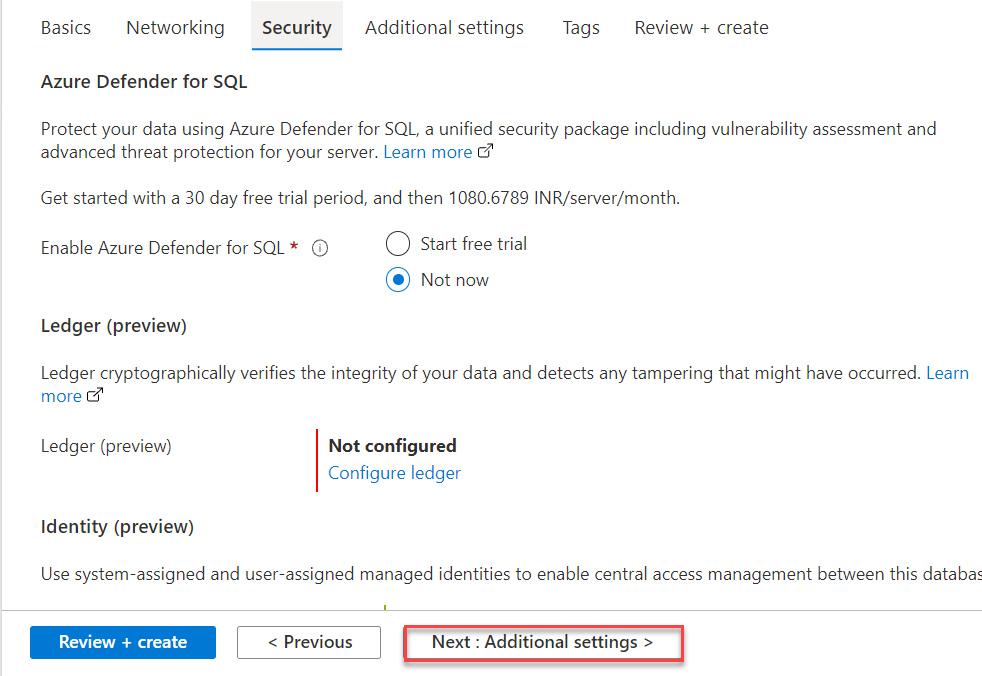 Basics Networking Security Additional settings Tags Review + create
Azure Defender for SQL
Protect your data using Azure Defender for SQL, a unified security package including vulnerability assessment and
advanced threat protection for your server. Learn more
Get started with a 30 day free trial period, and then 1080.6789 INR/server/month.
Enable Azure Defender for SQL *
Start free trial
Not now
Ledger (preview)
Ledger cryptographically verifies the integrity of your data and detects any tampering that might have occurred. Learn
more
Ledger (preview) Not configured
Configure ledger
Identity (preview)
Use system-assigned and user-assigned managed identities to enable central access management between this databas
Review + create < Previous Next : Additional settings >